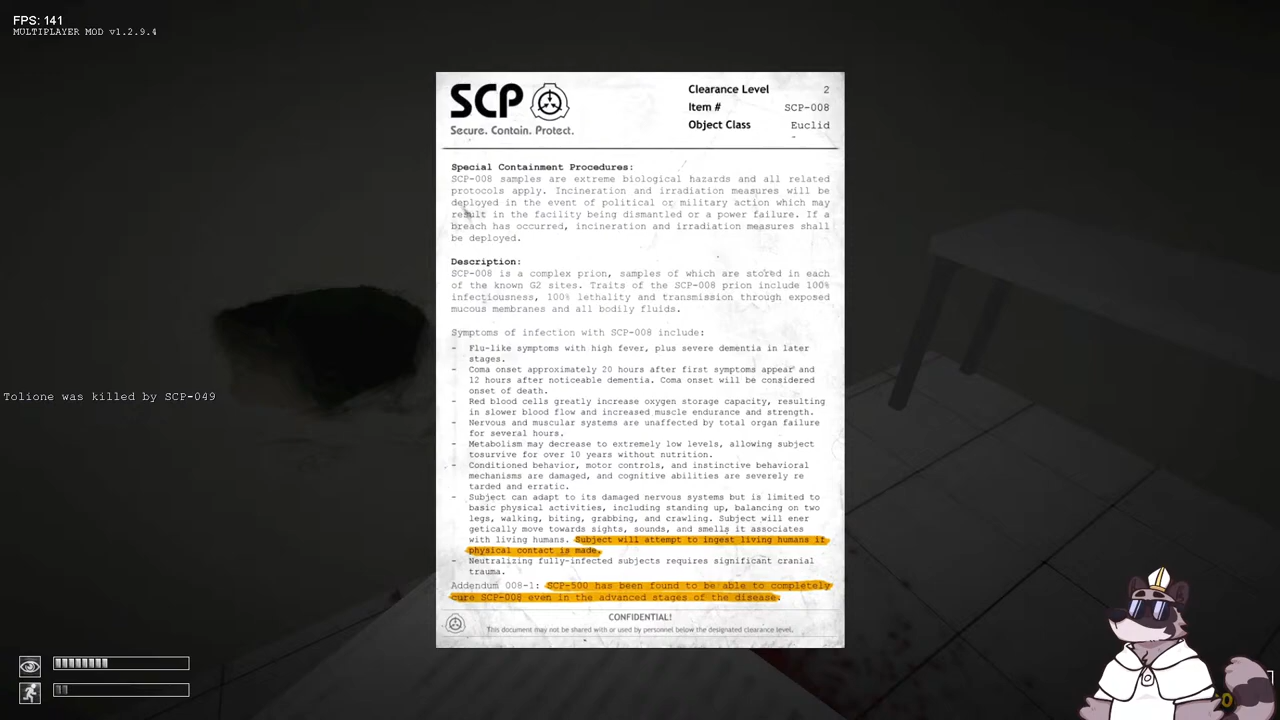 FPS: 141
MULTIPLAYER MOD v1.2.9.4
SCP
Secure. Contain. Protect.
Clearance Level 2
Item # SCP-008
Object Class Euclid
Special Containment Procedures:
SCP-008 samples are extreme biological hazards and all related
protocols apply. Incineration and irradiation measures will be
deployed in the event of political or military action which may
result in the facility being dismantled or a power failure. If a
breach has occurred, incineration and irradiation measures shall
be deployed.
Description:
SCP-008 is a complex prion, samples of which are stored in each
of the known G2 sites. Traits of the SCP-008 prion include 100%
infectiousness, 100% lethality and transmission through exposed
mucous membranes and all bodily fluids.
Symptoms of infection with SCP-008 include:
- Flu-like symptoms with high fever, plus severe dementia in later
stages.
- Coma onset approximately 20 hours after first symptoms appear and
12 hours after noticeable dementia. Coma onset will be considered
onset of death.
- Red blood cells greatly increase oxygen storage capacity, resulting
in slower blood flow and increased muscle endurance and strength.
- Nervous and muscular systems are unaffected by total organ failure
for several hours.
- Metabolism may decrease to extremely low levels, allowing subject
tosurvive for over 10 years without nutrition.
- Conditioned behavior, motor controls, and instinctive behavioral
mechanisms are damaged, and cognitive abilities are severely re
tarded and erratic.
- Subject can adapt to its damaged nervous systems but is limited to
basic physical activities, including standing up, balancing on two
legs, walking, biting, grabbing, and crawling. Subject will ener
getically move towards sights, sounds, and smells it associates
with living humans. Subject will attempt to ingest living humans if
physical contact is made.
- Neutralizing fully-infected subjects requires significant cranial
trauma.
Addendum 008-1: SCP-500 has been found to be able to completely
cure SCP-008 even in the advanced stages of the disease.
CONFIDENTIAL!
This document may not be shared with or used by personnel below the designated clearance level.
Tolione was killed by SCP-049